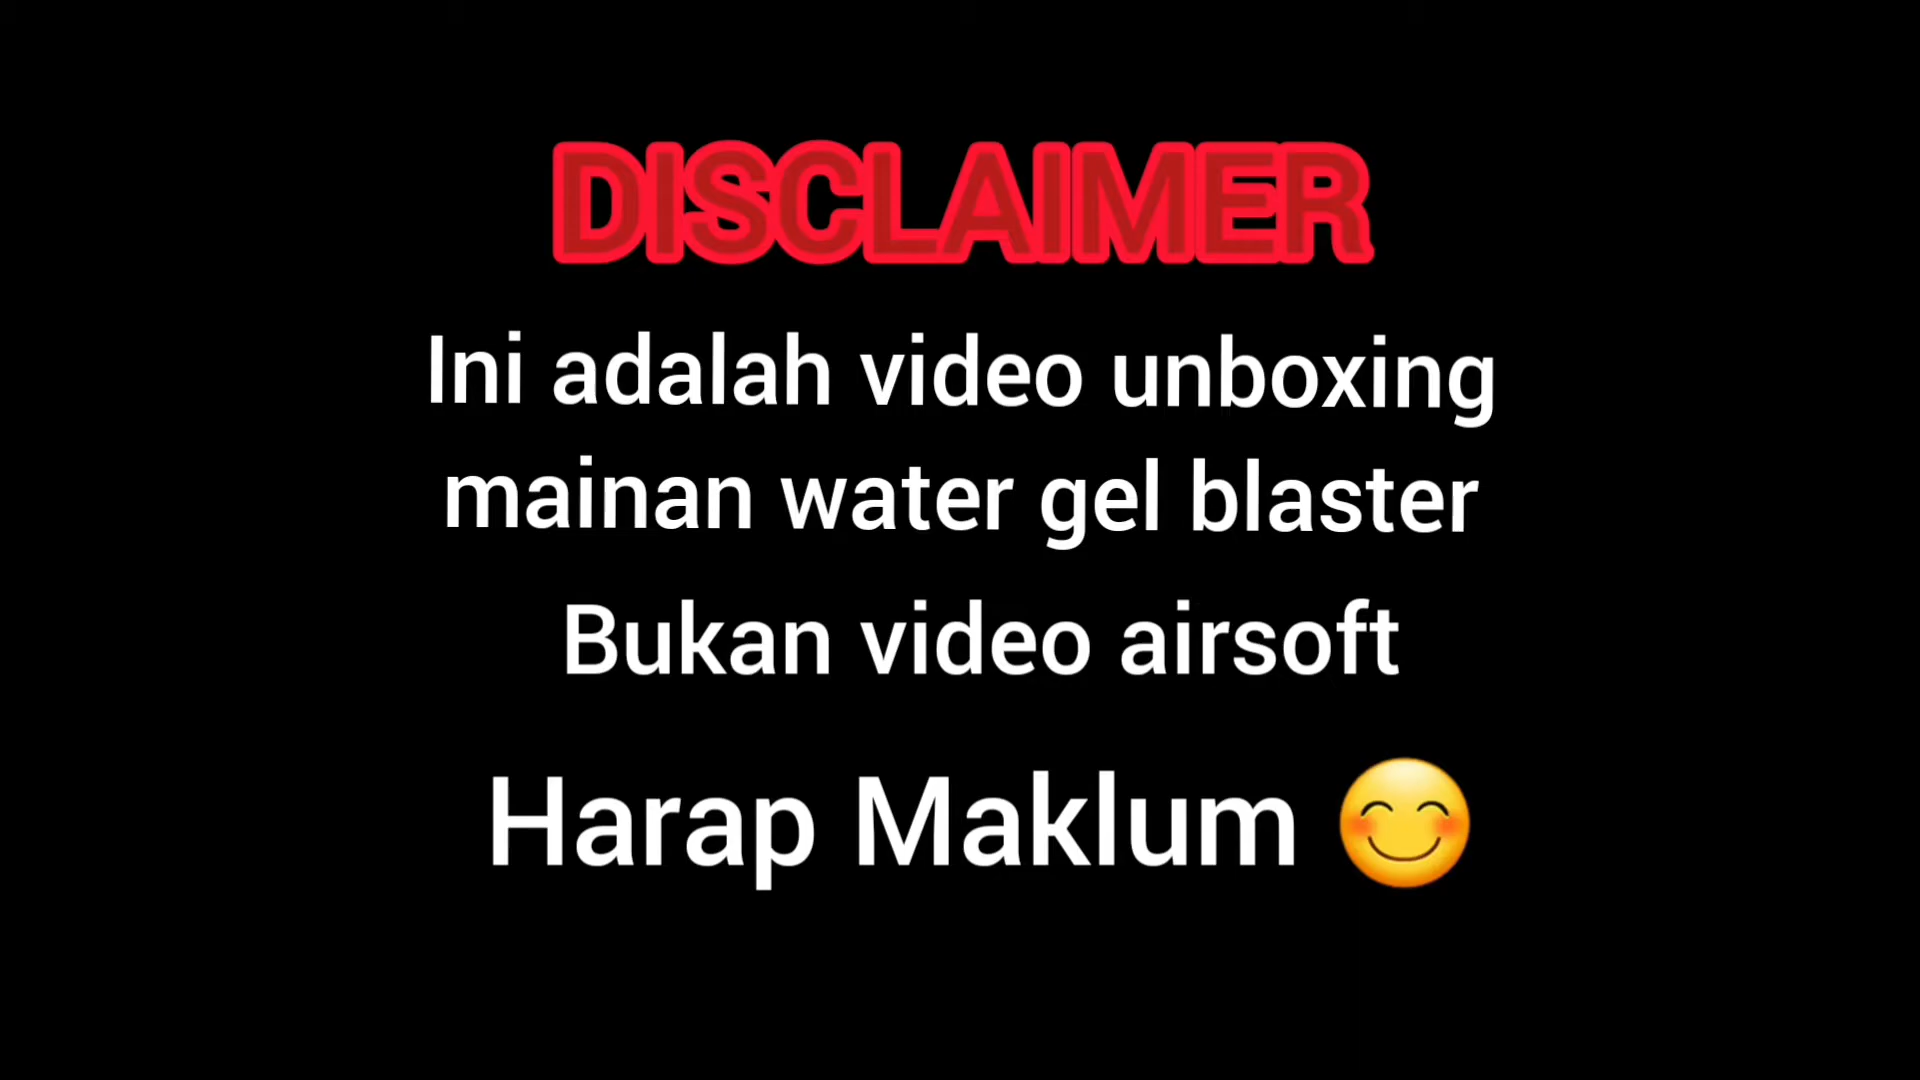 DISCLAIMER
Ini adalah video unboxing
mainan water gel blaster
Bukan video airsoft
Harap Maklum 😊